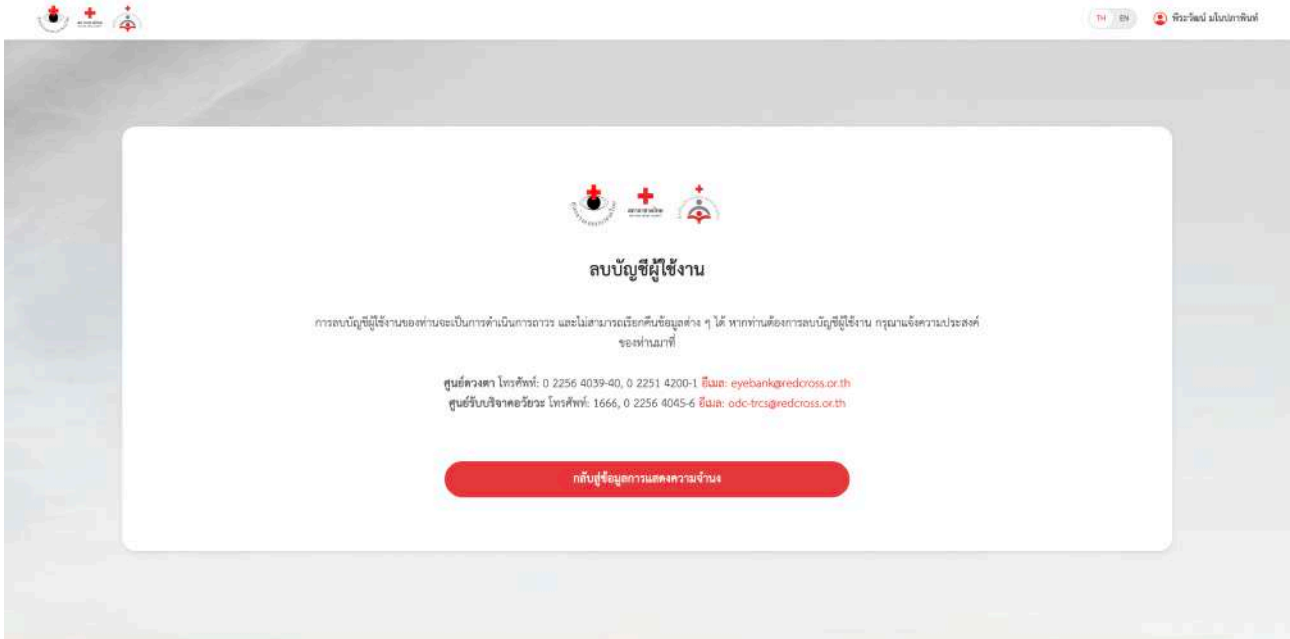 TH EN
ลบบัญชีผู้ใช้งาน
การลบบัญชีผู้ใช้งานของท่านจะเป็นการดำเนินการถาวร และไม่สามารถเรียกคืนข้อมูลต่าง ๆ ได้ หากท่านต้องการลบบัญชีผู้ใช้งาน กรุณาแจ้งความประสงค์
ของท่านมาที่
ศูนย์ดวงตา โทรศัพท์: 0 2256 4039-40, 0 2251 4200-1 อีเมล: eyebank@redcross.or.th
ศูนย์รับบริจาคอวัยวะ โทรศัพท์: 1666, 0 2256 4045-6 อีเมล: odc-trcs@redcross.or.th
กลับสู่ข้อมูลการแสดงความจำนง